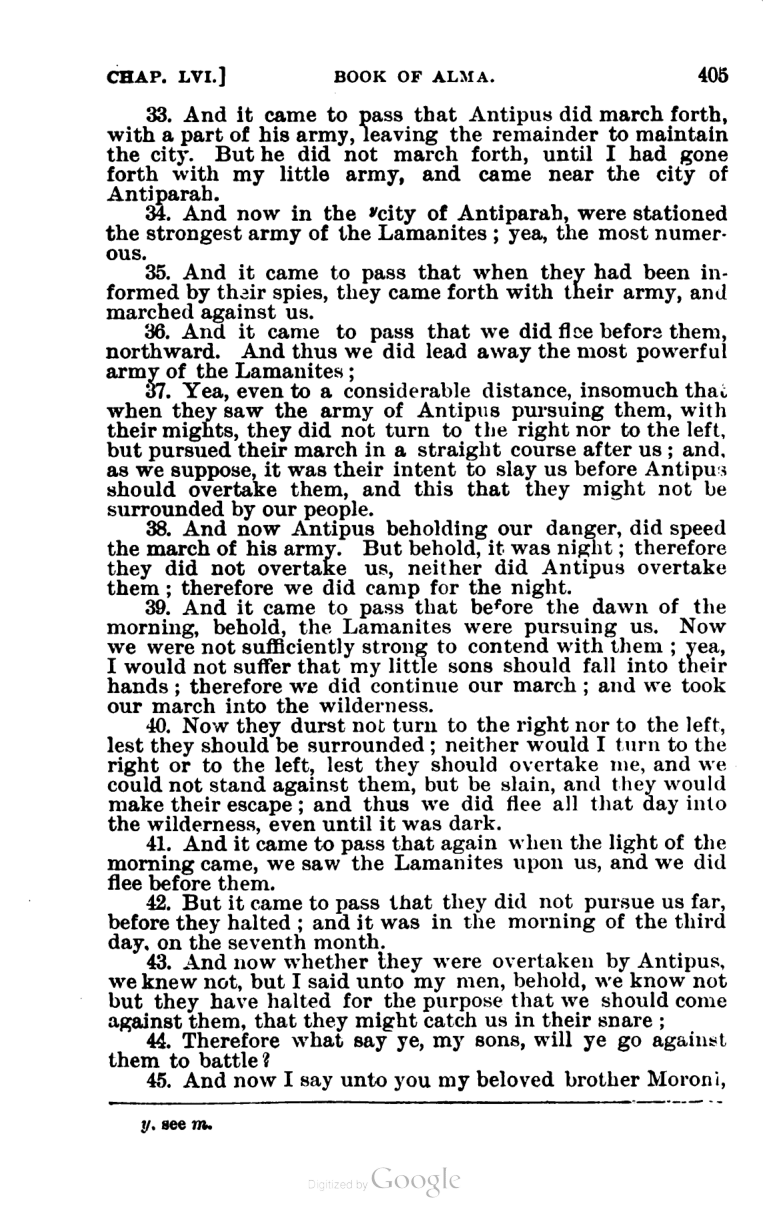 CHAP. LVI.] BOOK OF ALMA. 405
33. And it came to pass that Antipus did march forth,
with a part of his army, leaving the remainder to maintain
the city. But he did not march forth, until I had gone
forth with my little army, and came near the city of
Antiparah.
34. And now in the ycity of Antiparah, were stationed
the strongest army of the Lamanites; yea, the most numer-
ous.
35. And it came to pass that when they had been in-
formed by their spies, they came forth with their army, and
marched against us.
36. And it came to pass that we did flee before them,
northward. And thus we did lead away the most powerful
army of the Lamanites;
37. Yea, even to a considerable distance, insomuch that
when they saw the army of Antipus pursuing them, with
their mights, they did not turn to the right nor to the left,
but pursued their march in a straight course after us; and,
as we suppose, it was their intent to slay us before Antipus
should overtake them, and this that they might not be
surrounded by our people.
38. And now Antipus beholding our danger, did speed
the march of his army. But behold, it was night; therefore
they did not overtake us, neither did Antipus overtake
them; therefore we did camp for the night.
39. And it came to pass that before the dawn of the
morning, behold, the Lamanites were pursuing us. Now
we were not sufficiently strong to contend with them; yea,
I would not suffer that my little sons should fall into their
hands; therefore we did continue our march; and we took
our march into the wilderness.
40. Now they durst not turn to the right nor to the left,
lest they should be surrounded; neither would I turn to the
right or to the left, lest they should overtake me, and we
could not stand against them, but be slain, and they would
make their escape; and thus we did flee all that day into
the wilderness, even until it was dark.
41. And it came to pass that again when the light of the
morning came, we saw the Lamanites upon us, and we did
flee before them.
42. But it came to pass that they did not pursue us far,
before they halted; and it was in the morning of the third
day, on the seventh month.
43. And now whether they were overtaken by Antipus,
we knew not, but I said unto my men, behold, we know not
but they have halted for the purpose that we should come
against them, that they might catch us in their snare;
44. Therefore what say ye, my sons, will ye go against
them to battle?
45. And now I say unto you my beloved brother Moroni,
y. see m.
Digitized by Google